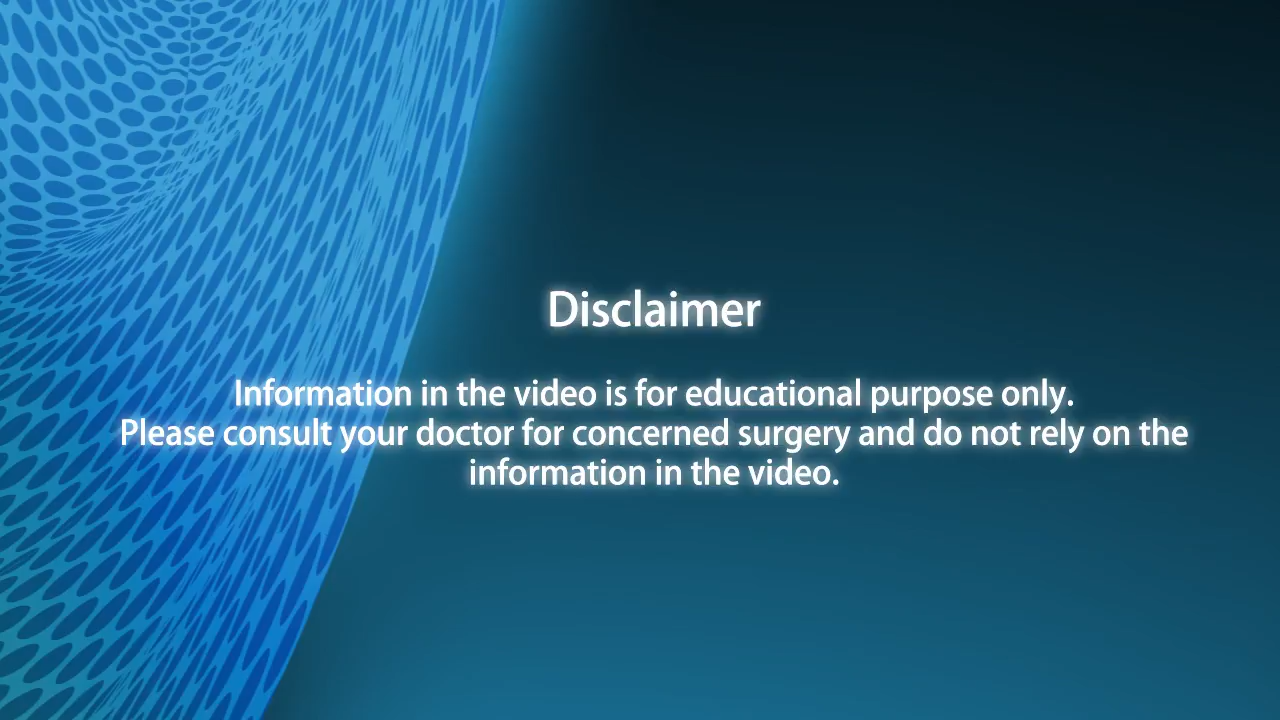 Disclaimer
Information in the video is for educational purpose only.
Please consult your doctor for concerned surgery and do not rely on the
information in the video.